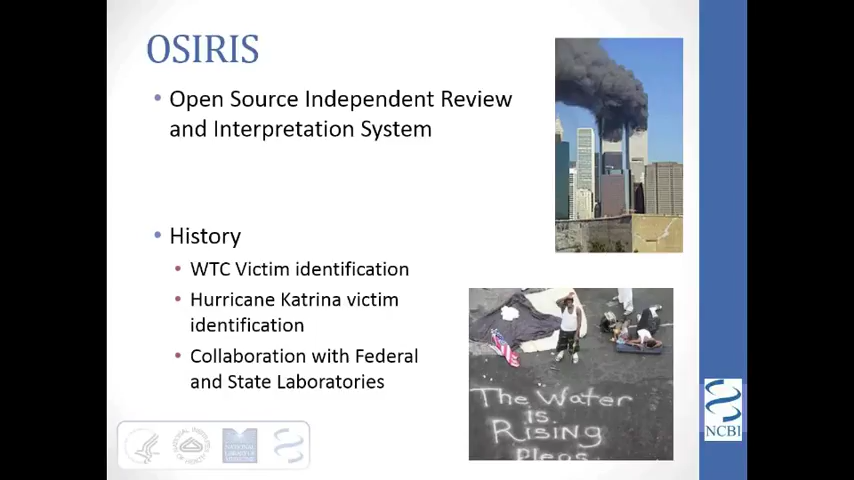 OSIRIS
• Open Source Independent Review
and Interpretation System
• History
• WTC Victim identification
• Hurricane Katrina victim
identification
• Collaboration with Federal
and State Laboratories
The Water
is
Rising
Pleas
NCBI